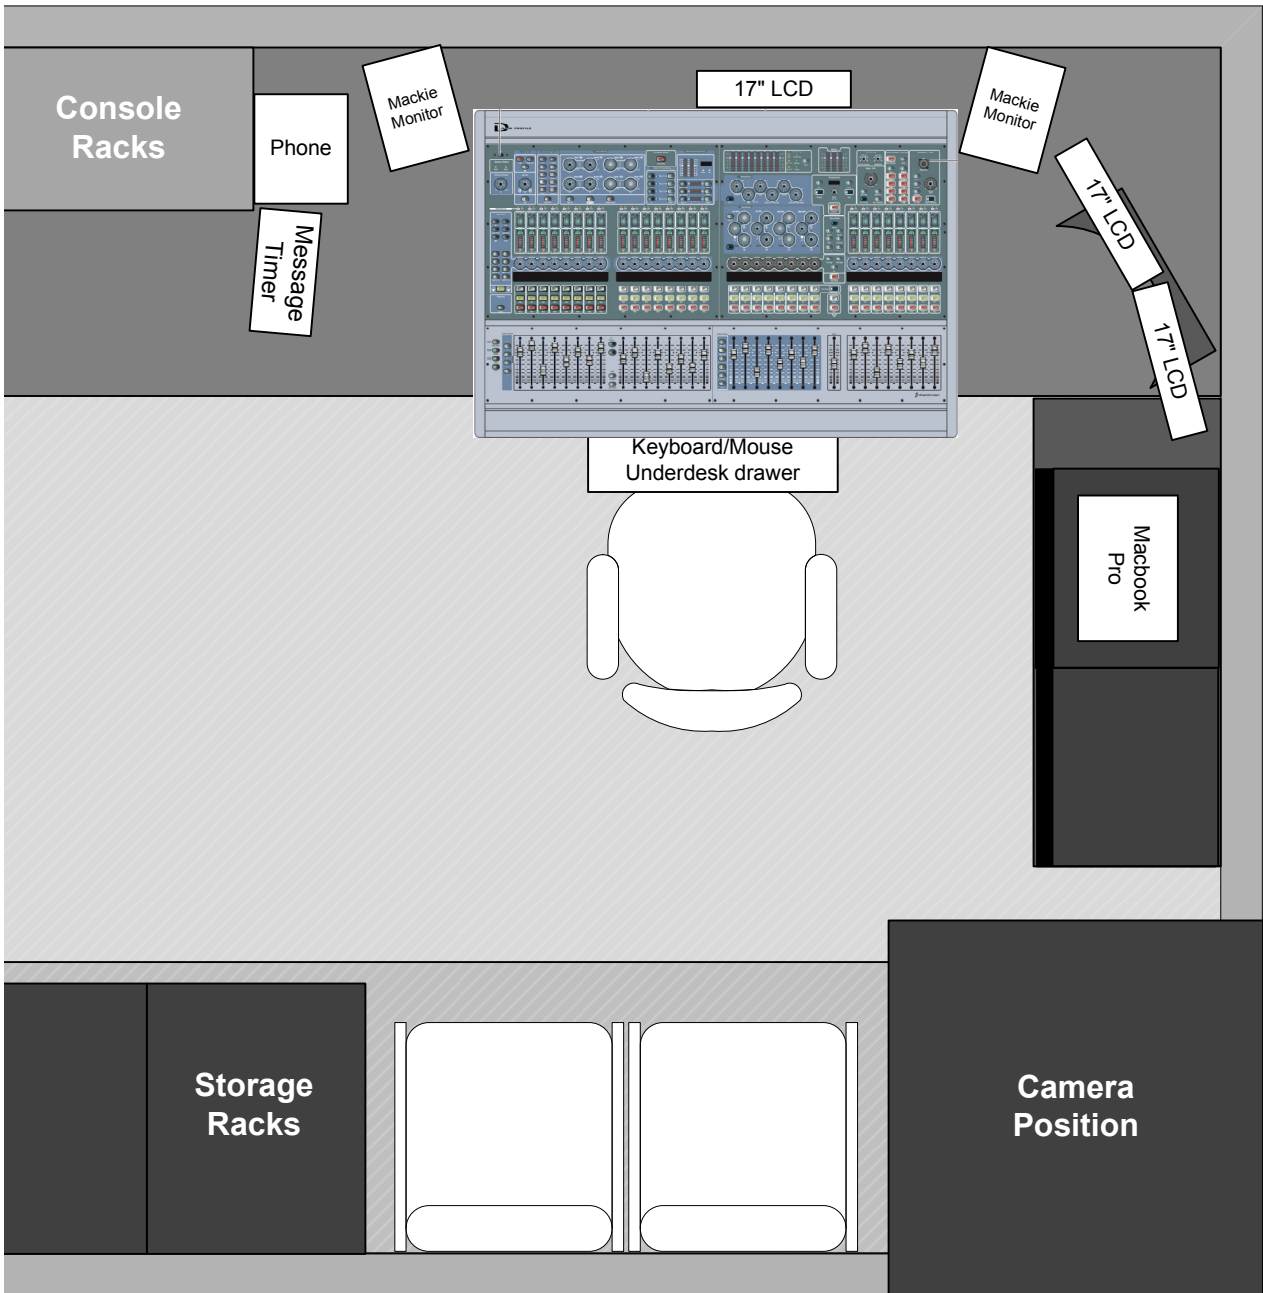 Console
Racks
Phone
Mackie
Monitor
17" LCD
Mackie
Monitor
17" LCD
17" LCD
Message
Timer
Keyboard/Mouse
Underdesk drawer
Macbook
Pro
Storage
Racks
Camera
Position